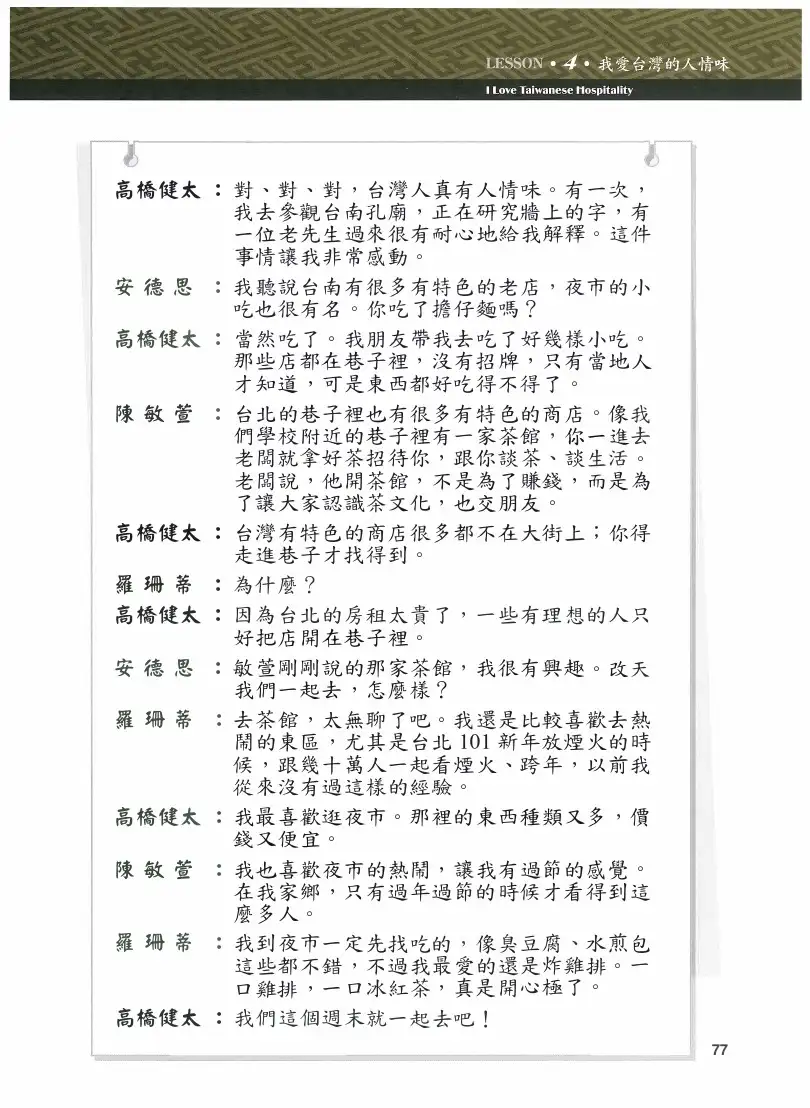 LESSON • 4 • 我愛台灣的人情味
I Love Taiwanese Hospitality
高橋健太：對、對、對，台灣人真有人情味。有一次，
我去參觀台南孔廟，正在研究牆上的字，有
一位老先生過來很有耐心地給我解釋。這件
事情讓我非常感動。
安德思：我聽說台南有很多有特色的老店，夜市的小
吃也很有名。你吃了擔仔麵嗎？
高橋健太：當然吃了。我朋友帶我去吃了好幾樣小吃。
那些店都在巷子裡，沒有招牌，只有當地人
才知道，可是東西都好吃得不得了。
陳敏萱：台北的巷子裡也有很多有特色的商店。像我
們學校附近的巷子裡有一家茶館，你一進去
老闆就拿好茶招待你，跟你談茶、談生活。
老闆說，他開茶館，不是為了賺錢，而是為
了讓大家認識茶文化，也交朋友。
高橋健太：台灣有特色的商店很多都不在大街上；你得
走進巷子才找得到。
羅珊蒂：為什麼？
高橋健太：因為台北的房租太貴了，一些有理想的人只
好把店開在巷子裡。
安德思：敏萱剛剛說的那家茶館，我很有興趣。改天
我們一起去，怎麼樣？
羅珊蒂：去茶館，太無聊了吧。我還是比較喜歡去熱
鬧的東區，尤其是台北 101 新年放煙火的時
候，跟幾十萬人一起看煙火、跨年，以前我
從來沒有過這樣的經驗。
高橋健太：我最喜歡逛夜市。那裡的東西種類又多，價
錢又便宜。
陳敏萱：我也喜歡夜市的熱鬧，讓我有過節的感覺。
在我家鄉，只有過年過節的時候才看得到這
麼多人。
羅珊蒂：我到夜市一定先找吃的，像臭豆腐、水煎包
這些都不錯，不過我最愛的還是炸雞排。一
口雞排，一口冰紅茶，真是開心極了。
高橋健太：我們這個週末就一起去吧！
77